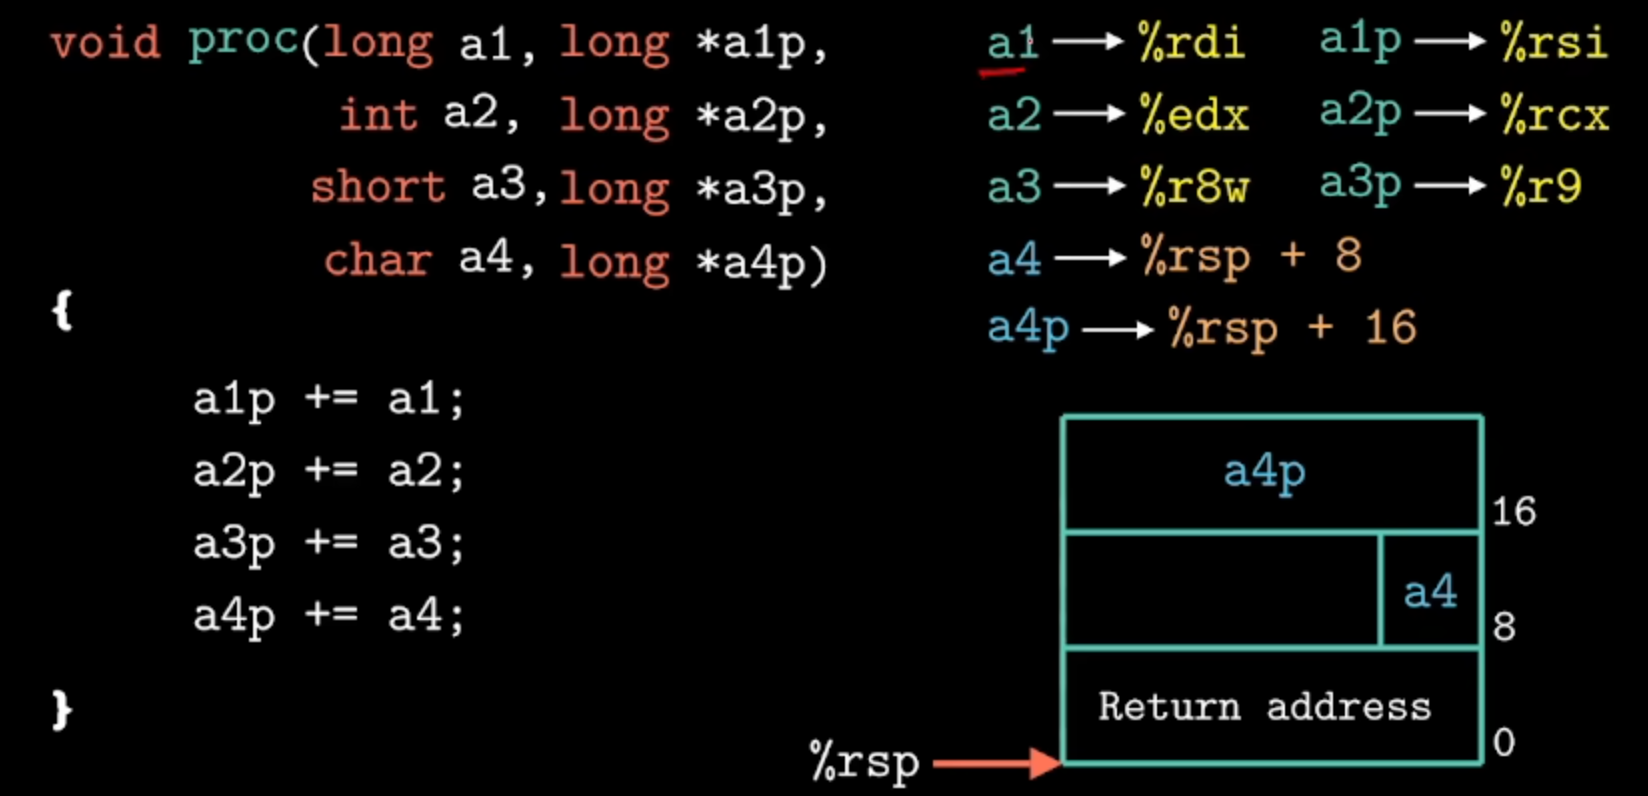 void proc(long a1, long *a1p,
int a2, long *a2p,
short a3, long *a3p,
char a4, long *a4p)
{
a1p += a1;
a2p += a2;
a3p += a3;
a4p += a4;
}
a1 → %rdi a1p → %rsi
a2 → %edx a2p → %rcx
a3 → %r8w a3p → %r9
a4 → %rsp + 8
a4p → %rsp + 16
a4p
16
a4
8
Return address
0
%rsp